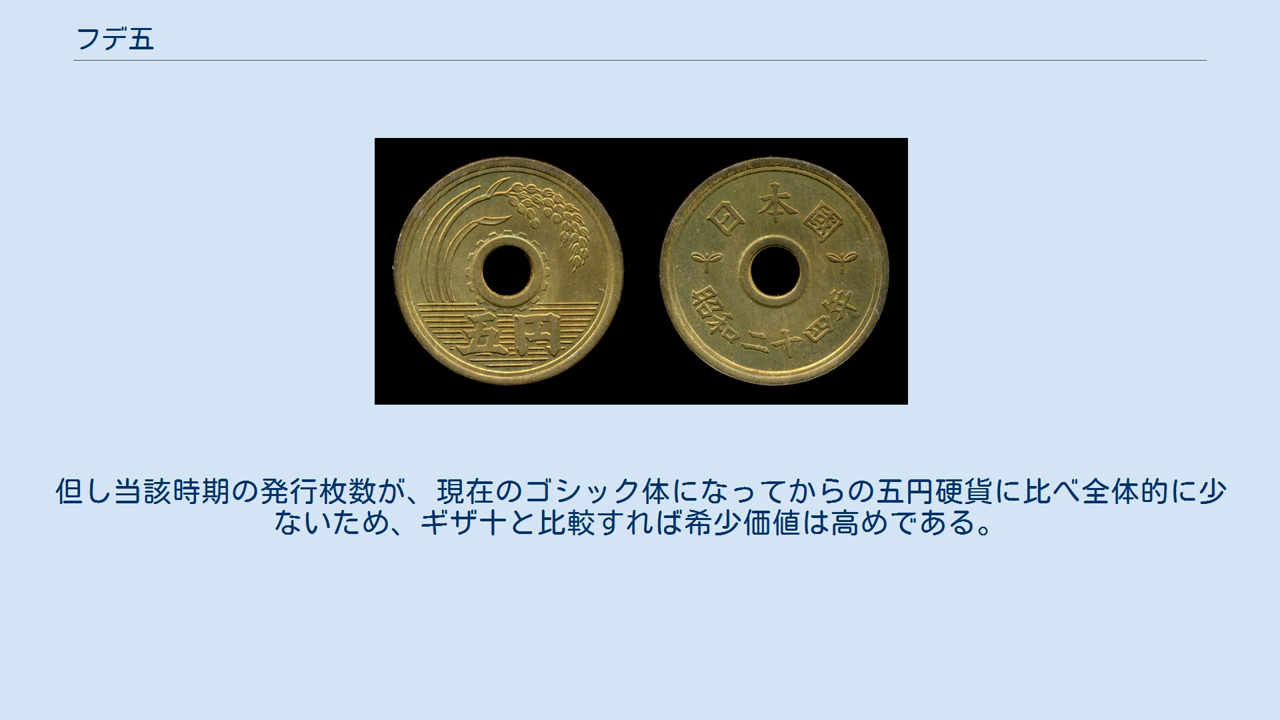 フデ五
五円
日本國
昭和二十四年
但し当該時期の発行枚数が、現在のゴシック体になってからの五円硬貨に比べ全体的に少
ないため、ギザ十と比較すれば希少価値は高めである。